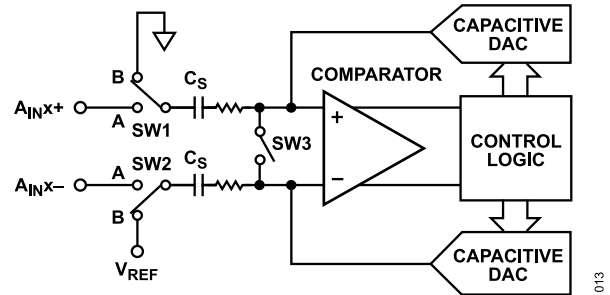 CAPACITIVE
DAC
B
CS
COMPARATOR
AINx+
A
SW1
+
SW3
CONTROL
LOGIC
AINx–
A
SW2
CS
–
B
VREF
CAPACITIVE
DAC
013